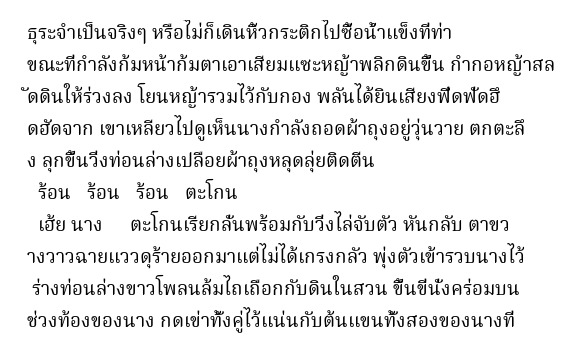 ธุระจำเป็นจริงๆ หรือไม่ก็เดินหิ้วกระติกไปซื้อน้ำแข็งที่ท่า
ขณะที่กำลังก้มหน้าก้มตาเอาเสียมแซะหญ้าพลิกดินขึ้น กำกอหญ้าสล
ัดดินให้ร่วงลง โยนหญ้ารวมไว้กับกอง พลันได้ยินเสียงฟืดฟัดฮึ
ดฮัดจาก เขาเหลียวไปดูเห็นนางกำลังถอดผ้าถุงอยู่วุ่นวาย ตกตะลึ
ง ลุกขึ้นวิ่งท่อนล่างเปลือยผ้าถุงหลุดลุ่ยติดตีน
ร้อน ร้อน ร้อน ตะโกน
เฮ้ย นาง ตะโกนเรียกลั่นพร้อมกับวิ่งไล่จับตัว หันกลับ ตาขว
างวาวฉายแววดุร้ายออกมาแต่ไม่ได้เกรงกลัว พุ่งตัวเข้ารวบนางไว้
ร่างท่อนล่างขาวโพลนล้มไถเถือกกับดินในสวน ขึ้นขี่นั่งคร่อมบน
ช่วงท้องของนาง กดเข่าทั้งคู่ไว้แน่นกับต้นแขนทั้งสองของนางที่